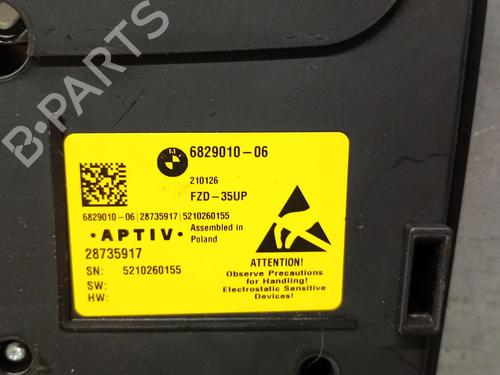 B-PARTS
BMW
6829010-06
210126
FZD-35UP
6829010-06|28735917|5210260155
• APTIV •
Assembled in
Poland
28735917
SN: 5210260155
SW:
HW:
ATTENTION!
Observe Precautions
for Handling!
Electrostatic Sensitive
Devices!